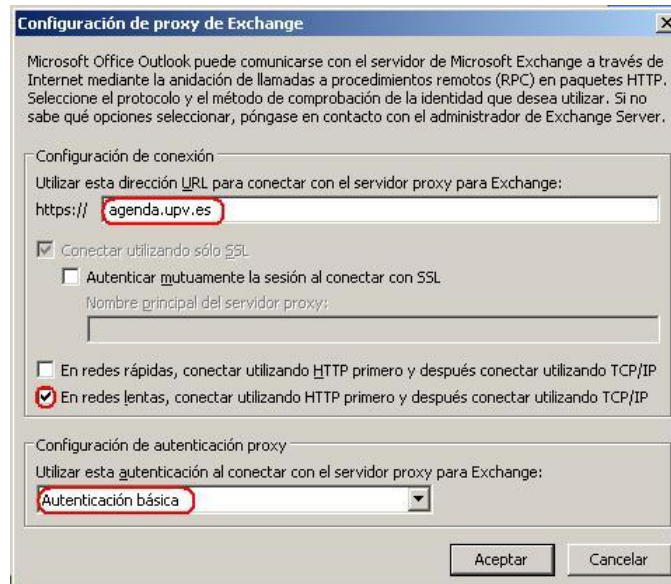 Configuración de proxy de Exchange
Microsoft Office Outlook puede comunicarse con el servidor de Microsoft Exchange a través de
Internet mediante la anidación de llamadas a procedimientos remotos (RPC) en paquetes HTTP.
Seleccione el protocolo y el método de comprobación de la identidad que desea utilizar. Si no
sabe qué opciones seleccionar, póngase en contacto con el administrador de Exchange Server.
Configuración de conexión
Utilizar esta dirección URL para conectar con el servidor proxy para Exchange:
https:// agenda.upv.es
Conectar utilizando sólo SSL
Autenticar mutuamente la sesión al conectar con SSL
Nombre principal del servidor proxy:
En redes rápidas, conectar utilizando HTTP primero y después conectar utilizando TCP/IP
En redes lentas, conectar utilizando HTTP primero y después conectar utilizando TCP/IP
Configuración de autenticación proxy
Utilizar esta autenticación al conectar con el servidor proxy para Exchange:
Autenticación básica
Aceptar Cancelar